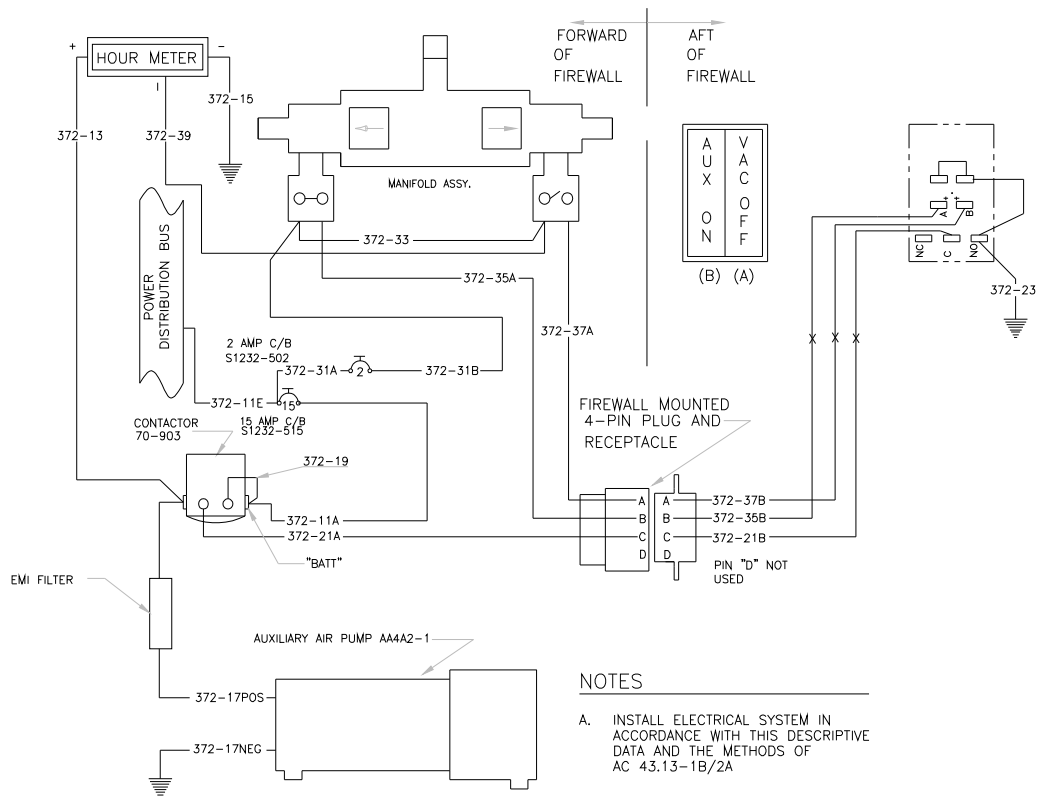 FORWARD
OF
FIREWALL
AFT
OF
FIREWALL
+
HOUR METER
-
I
372-15
372-13
372-39
MANIFOLD ASSY.
AUX ON
VAC OFF
(B) (A)
A
B
+ +
NC
C
NO
372-23
POWER
DISTRIBUTION BUS
372-33
372-35A
372-37A
2 AMP C/B
S1232-502
372-31A
2
372-31B
372-11E
15
15 AMP C/B
S1232-515
X X X
CONTACTOR
70-903
372-19
FIREWALL MOUNTED
4-PIN PLUG AND
RECEPTACLE
372-11A
372-21A
"BATT"
A A 372-37B
B B 372-35B
C C 372-21B
D D
PIN "D" NOT
USED
EMI FILTER
AUXILIARY AIR PUMP AA4A2-1
372-17POS
372-17NEG
NOTES
A. INSTALL ELECTRICAL SYSTEM IN
ACCORDANCE WITH THIS DESCRIPTIVE
DATA AND THE METHODS OF
AC 43.13-1B/2A